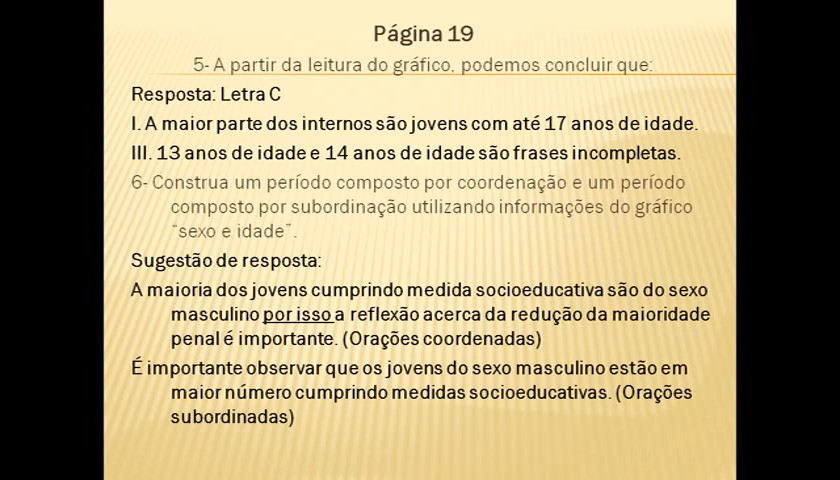 Página 19
5- A partir da leitura do gráfico, podemos concluir que:
Resposta: Letra C
I. A maior parte dos internos são jovens com até 17 anos de idade.
III. 13 anos de idade e 14 anos de idade são frases incompletas.
6- Construa um período composto por coordenação e um período
composto por subordinação utilizando informações do gráfico
“sexo e idade”.
Sugestão de resposta:
A maioria dos jovens cumprindo medida socioeducativa são do sexo
masculino por isso a reflexão acerca da redução da maioridade
penal é importante. (Orações coordenadas)
É importante observar que os jovens do sexo masculino estão em
maior número cumprindo medidas socioeducativas. (Orações
subordinadas)